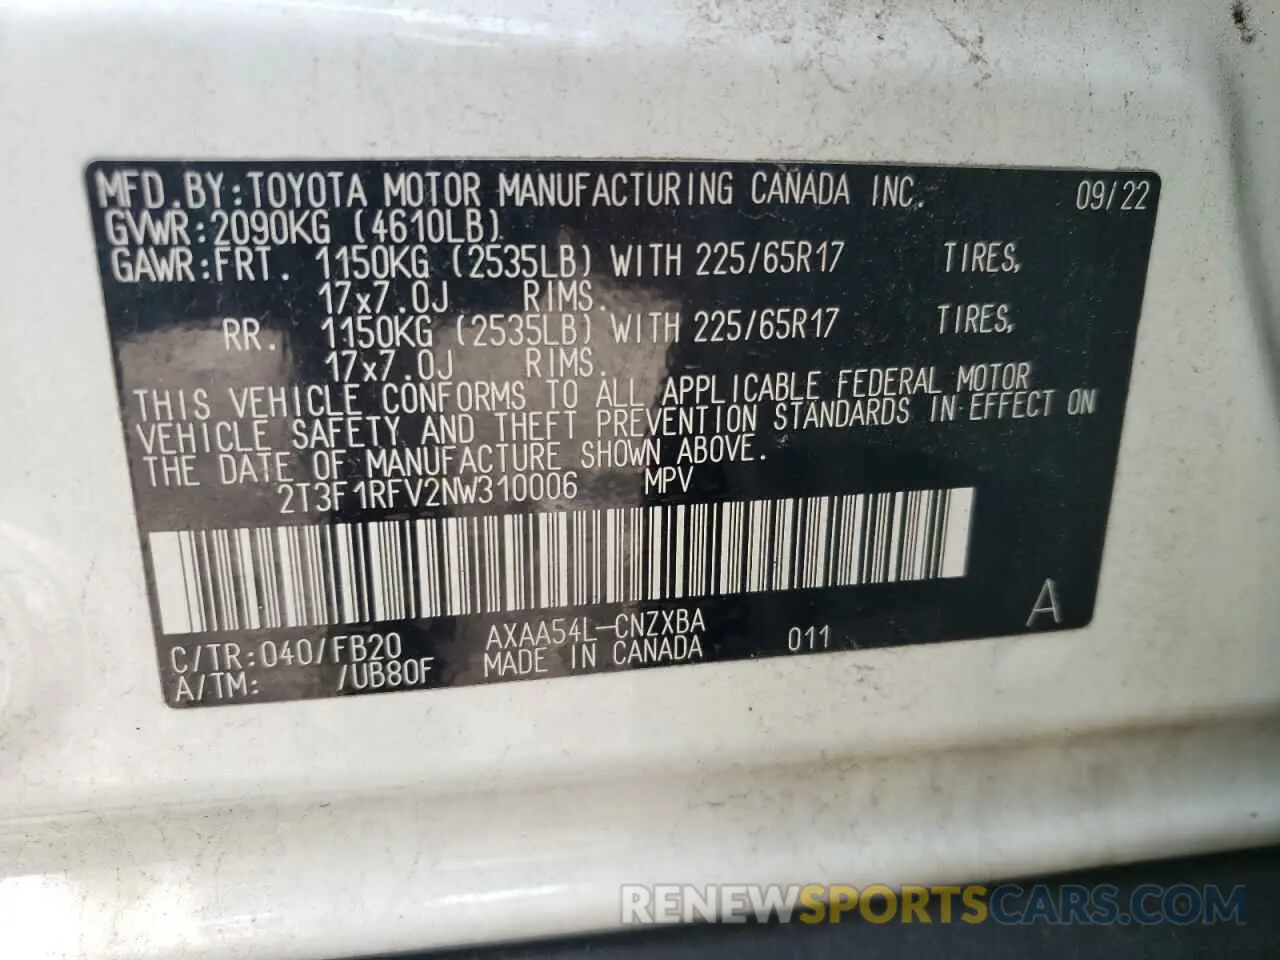 MFD.BY:TOYOTA MOTOR MANUFACTURING CANADA INC. 09/22
GVWR:2090KG (4610LB)
GAWR:FRT. 1150KG (2535LB) WITH 225/65R17 TIRES,
17x7.0J RIMS.
RR. 1150KG (2535LB) WITH 225/65R17 TIRES,
17x7.0J RIMS.
THIS VEHICLE CONFORMS TO ALL APPLICABLE FEDERAL MOTOR
VEHICLE SAFETY AND THEFT PREVENTION STANDARDS IN EFFECT ON
THE DATE OF MANUFACTURE SHOWN ABOVE.
2T3F1RFV2NW310006 MPV
C/TR:040/FB20 AXAA54L-CNZXBA 011 A
A/TM: /UB80F MADE IN CANADA
RENEWSPORTSCARS.COM